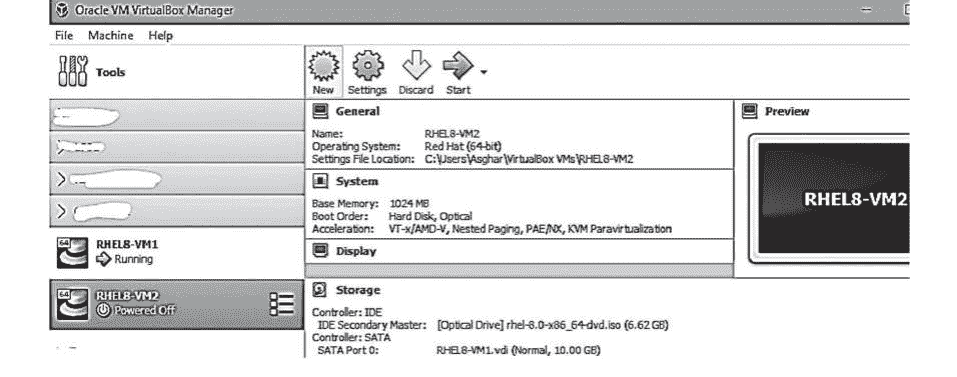 Oracle VM VirtualBox Manager
File Machine Help
Tools
New Settings Discard Start
General
Name: RHEL8-VM2
Operating System: Red Hat (64-bit)
Settings File Location: C:\Users\Asghar\VirtualBox VMs\RHEL8-VM2
System
Base Memory: 1024 MB
Boot Order: Hard Disk, Optical
Acceleration: VT-x/AMD-V, Nested Paging, PAE/NX, KVM Paravirtualization
Display
Storage
Controller: IDE
IDE Secondary Master: [Optical Drive] rhel-8.0-x86_64-dvd.iso (6.62 GB)
Controller: SATA
SATA Port 0: RHEL8-VM1.vdi (Normal, 10.00 GB)
Preview
RHEL8-VM2
64
RHEL8-VM1
Running
64
RHEL8-VM2
Powered Off